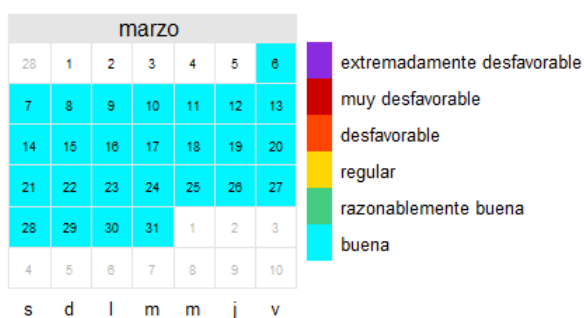 marzo
28 1 2 3 4 5 6
7 8 9 10 11 12 13
14 15 16 17 18 19 20
21 22 23 24 25 26 27
28 29 30 31 1 2 3
4 5 6 7 8 9 10
s d l m m j v
extremadamente desfavorable
muy desfavorable
desfavorable
regular
razonablemente buena
buena